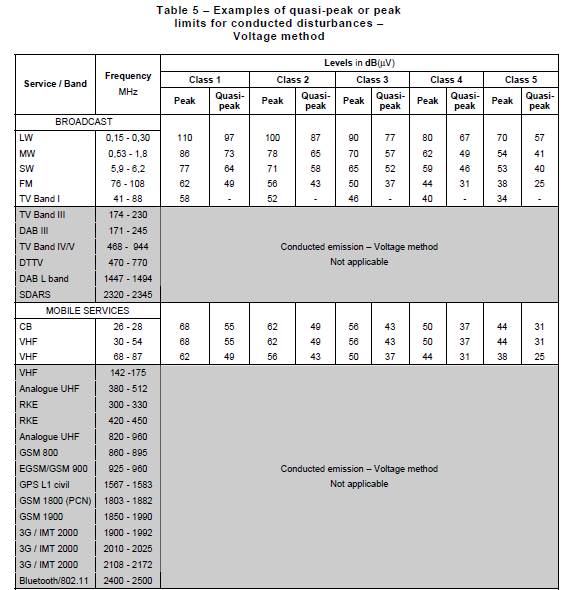 Table 5 – Examples of quasi-peak or peak
limits for conducted disturbances –
Voltage method
Service / Band Frequency MHz Levels in dB(μV)
Class 1 Class 2 Class 3 Class 4 Class 5
Peak Quasi-peak Peak Quasi-peak Peak Quasi-peak Peak Quasi-peak Peak Quasi-peak
BROADCAST
LW 0,15 - 0,30 110 97 100 87 90 77 80 67 70 57
MW 0,53 - 1,8 86 73 78 65 70 57 62 49 54 41
SW 5,9 - 6,2 77 64 71 58 65 52 59 46 53 40
FM 76 - 108 62 49 56 43 50 37 44 31 38 25
TV Band I 41 - 88 58 - 52 - 46 - 40 - 34 -
TV Band III 174 - 230
DAB III 171 - 245
TV Band IV/V 468 - 944 Conducted emission – Voltage method
DTTV 470 - 770 Not applicable
DAB L band 1447 - 1494
SDARS 2320 - 2345
MOBILE SERVICES
CB 26 - 28 68 55 62 49 56 43 50 37 44 31
VHF 30 - 54 68 55 62 49 56 43 50 37 44 31
VHF 68 - 87 62 49 56 43 50 37 44 31 38 25
VHF 142 -175
Analogue UHF 380 - 512
RKE 300 - 330
RKE 420 - 450
Analogue UHF 820 - 960
GSM 800 860 - 895
EGSM/GSM 900 925 - 960 Conducted emission – Voltage method
GPS L1 civil 1567 - 1583 Not applicable
GSM 1800 (PCN) 1803 - 1882
GSM 1900 1850 - 1990
3G / IMT 2000 1900 - 1992
3G / IMT 2000 2010 - 2025
3G / IMT 2000 2108 - 2172
Bluetooth/802.11 2400 - 2500